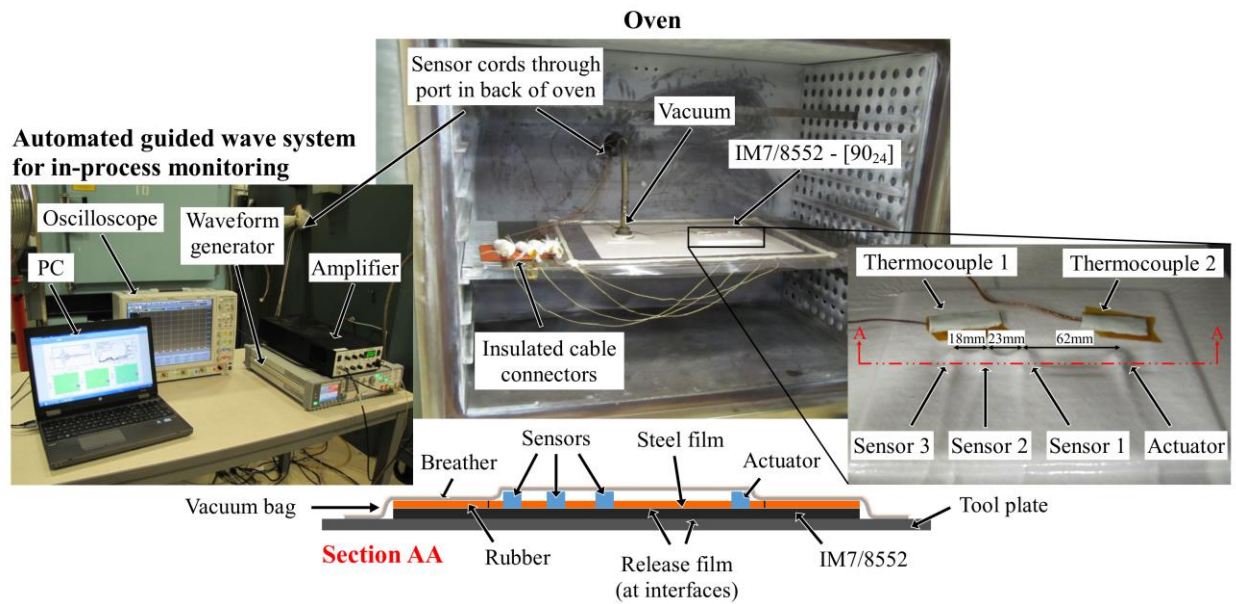 Oven
Sensor cords through
port in back of oven
Vacuum
IM7/8552 - [90₂₄]
Automated guided wave system
for in-process monitoring
Oscilloscope
Waveform
generator
PC
Amplifier
Insulated cable
connectors
Thermocouple 1
Thermocouple 2
A
18mm
23mm
62mm
A
Sensor 3
Sensor 2
Sensor 1
Actuator
Sensors
Steel film
Breather
Actuator
Vacuum bag
Tool plate
Section AA
Rubber
Release film
(at interfaces)
IM7/8552